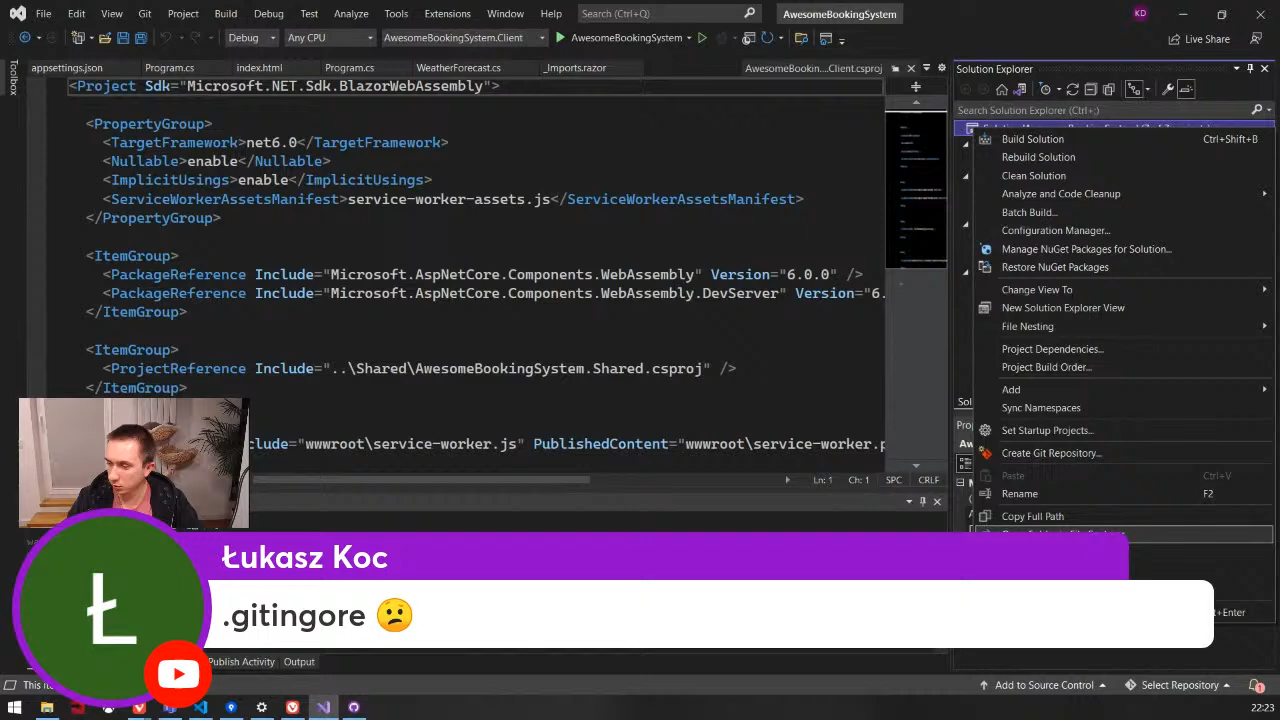 File Edit View Git Project Build Debug Test Analyze Tools Extensions Window Help Search (Ctrl+Q) AwesomeBookingSystem KD
Debug Any CPU AwesomeBookingSystem.Client AwesomeBookingSystem Live Share
Toolbox
appsettings.json Program.cs index.html Program.cs WeatherForecast.cs _Imports.razor AwesomeBookin....Client.csproj
<Project Sdk="Microsoft.NET.Sdk.BlazorWebAssembly">
<PropertyGroup>
<TargetFramework>net6.0</TargetFramework>
<Nullable>enable</Nullable>
<ImplicitUsings>enable</ImplicitUsings>
<ServiceWorkerAssetsManifest>service-worker-assets.js</ServiceWorkerAssetsManifest>
</PropertyGroup>
<ItemGroup>
<PackageReference Include="Microsoft.AspNetCore.Components.WebAssembly" Version="6.0.0" />
<PackageReference Include="Microsoft.AspNetCore.Components.WebAssembly.DevServer" Version="6.
</ItemGroup>
<ItemGroup>
<ProjectReference Include="..\Shared\AwesomeBookingSystem.Shared.csproj" />
</ItemGroup>
clude="wwwroot\service-worker.js" PublishedContent="wwwroot\service-worker.p
Ln: 1 Ch: 1 SPC CRLF
Solution Explorer
Search Solution Explorer (Ctrl+;)
Build Solution Ctrl+Shift+B
Rebuild Solution
Clean Solution
Analyze and Code Cleanup
Batch Build...
Configuration Manager...
Manage NuGet Packages for Solution...
Restore NuGet Packages
Change View To
New Solution Explorer View
File Nesting
Project Dependencies...
Project Build Order...
Add
Sync Namespaces
Set Startup Projects...
Create Git Repository...
Paste Ctrl+V
Rename F2
Copy Full Path
Łukasz Koc
Ł
.gitingore 😟
+Enter
Publish Activity Output
Add to Source Control Select Repository 1
22:23